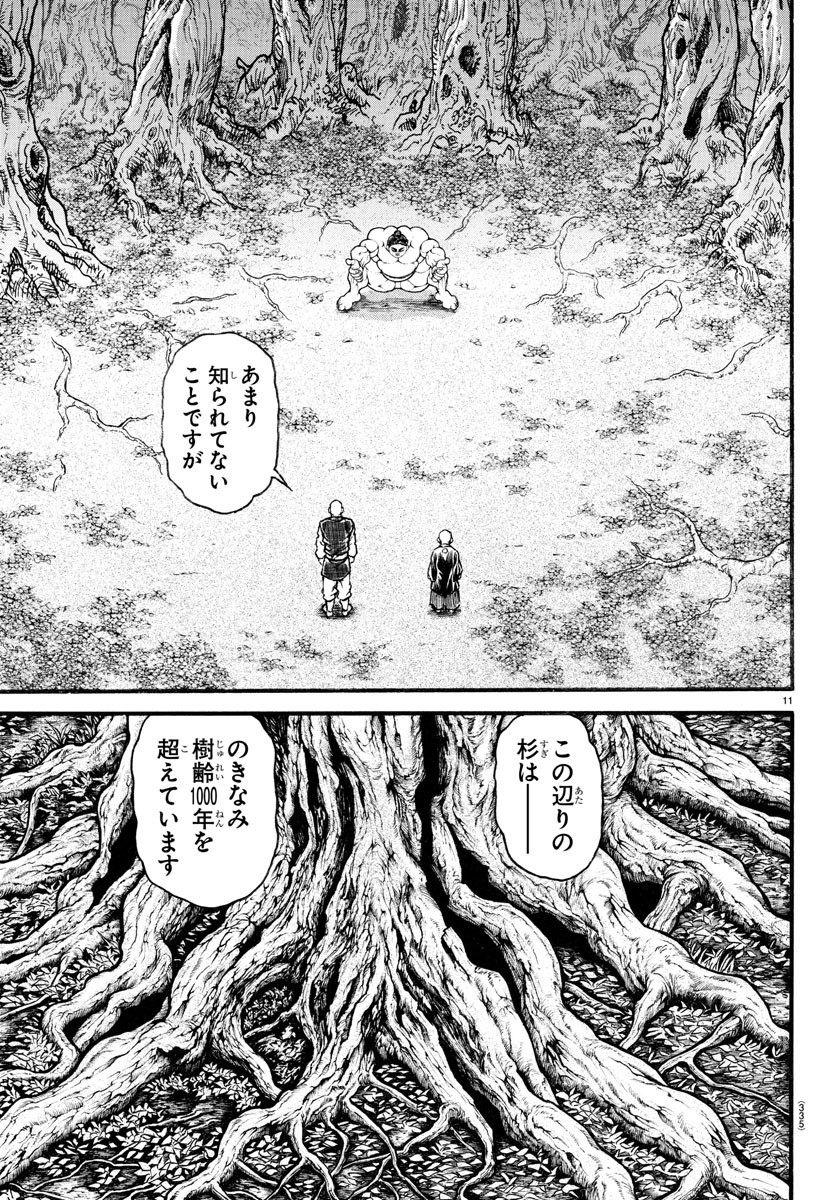 あまり
知られてない
ことですが
11
この辺りの
杉は――
のきなみ
樹齢1000年を
超えています
(335)